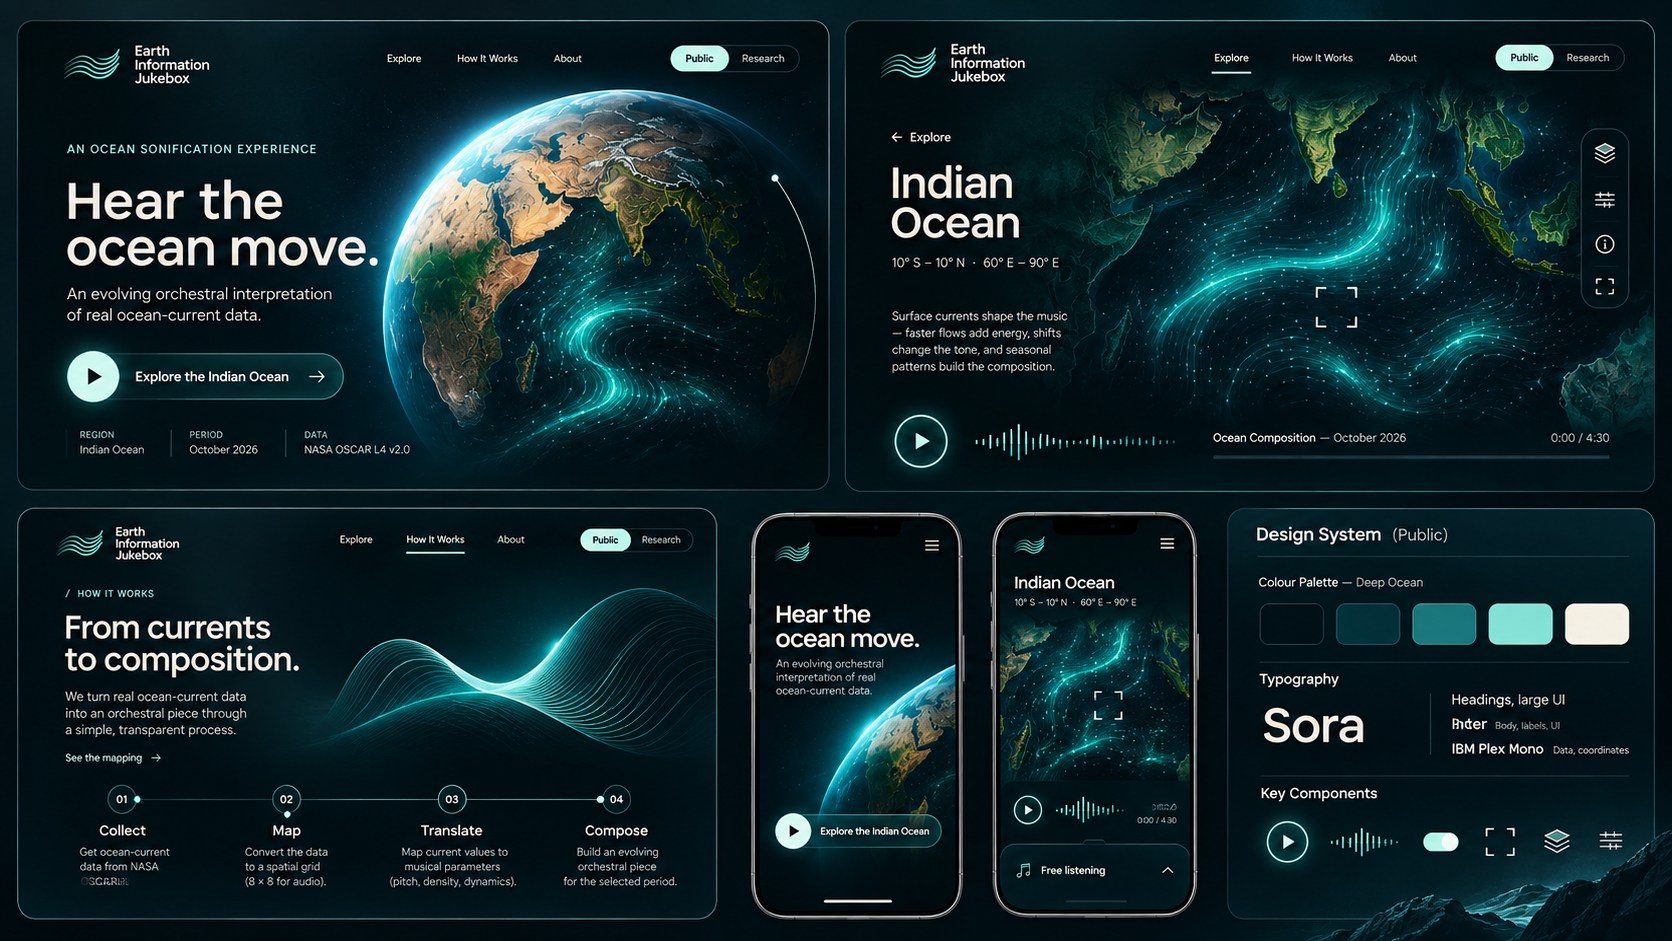 Earth
Information
Jukebox
Explore
How It Works
About
Public
Research
AN OCEAN SONIFICATION EXPERIENCE
Hear the
ocean move.
An evolving orchestral interpretation
of real ocean-current data.
Explore the Indian Ocean
REGION
Indian Ocean
PERIOD
October 2026
DATA
NASA OSCAR L4 v2.0
Earth
Information
Jukebox
Explore
How It Works
About
Public
Research
Explore
Indian
Ocean
10° S – 10° N · 60° E – 90° E
Surface currents shape the music
— faster flows add energy, shifts
change the tone, and seasonal
patterns build the composition.
Ocean Composition — October 2026
0:00 / 4:30
Earth
Information
Jukebox
Explore
How It Works
About
Public
Research
/ HOW IT WORKS
From currents
to composition.
We turn real ocean-current data
into an orchestral piece through
a simple, transparent process.
See the mapping
01
02
03
04
Collect
Get ocean-current
data from NASA
Map
Convert the data
to a spatial grid
(8 × 8 for audio).
Translate
Map current values to
musical parameters
(pitch, density, dynamics).
Compose
Build an evolving
orchestral piece
for the selected period.
Hear the
ocean move.
An evolving orchestral
interpretation of real
ocean-current data.
Explore the Indian Ocean
Indian Ocean
10° S – 10° N · 60° E – 90° E
0:00 / 4:30
Free listening
Design System (Public)
Colour Palette — Deep Ocean
Typography
Sora
Headings, large UI
Body, labels, UI
IBM Plex Mono Data, coordinates
Key Components